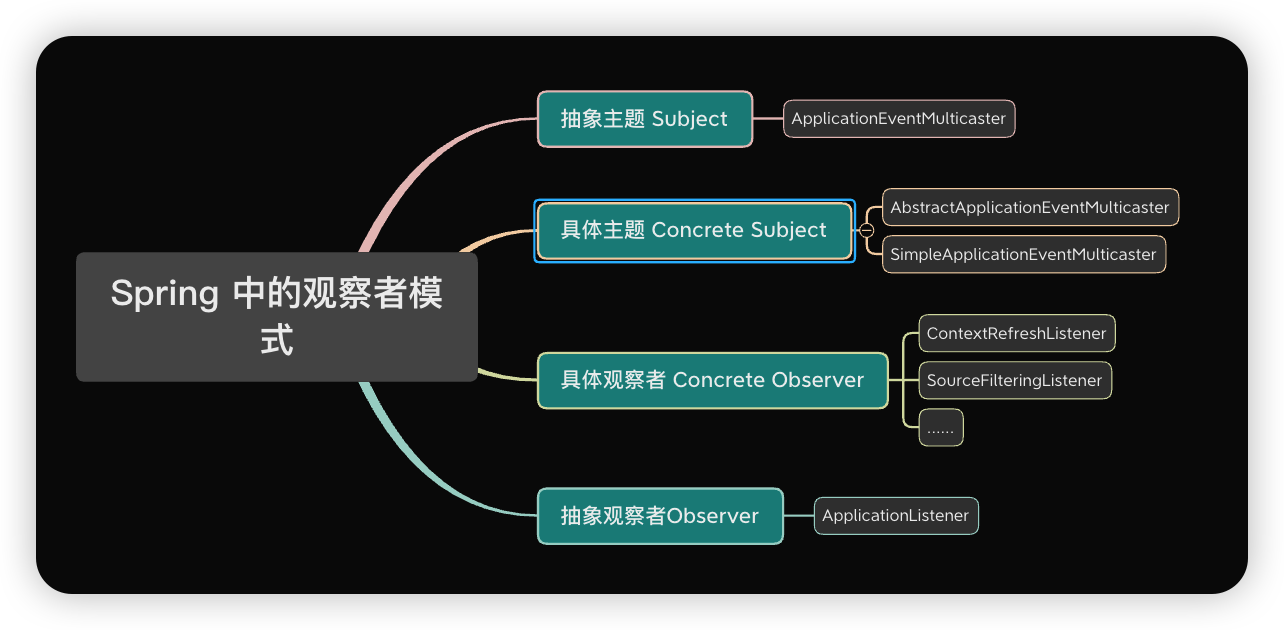 Spring 中的观察者模
式
抽象主题 Subject
ApplicationEventMulticaster
具体主题 Concrete Subject
AbstractApplicationEventMulticaster
SimpleApplicationEventMulticaster
具体观察者 Concrete Observer
ContextRefreshListener
SourceFilteringListener
......
抽象观察者Observer
ApplicationListener